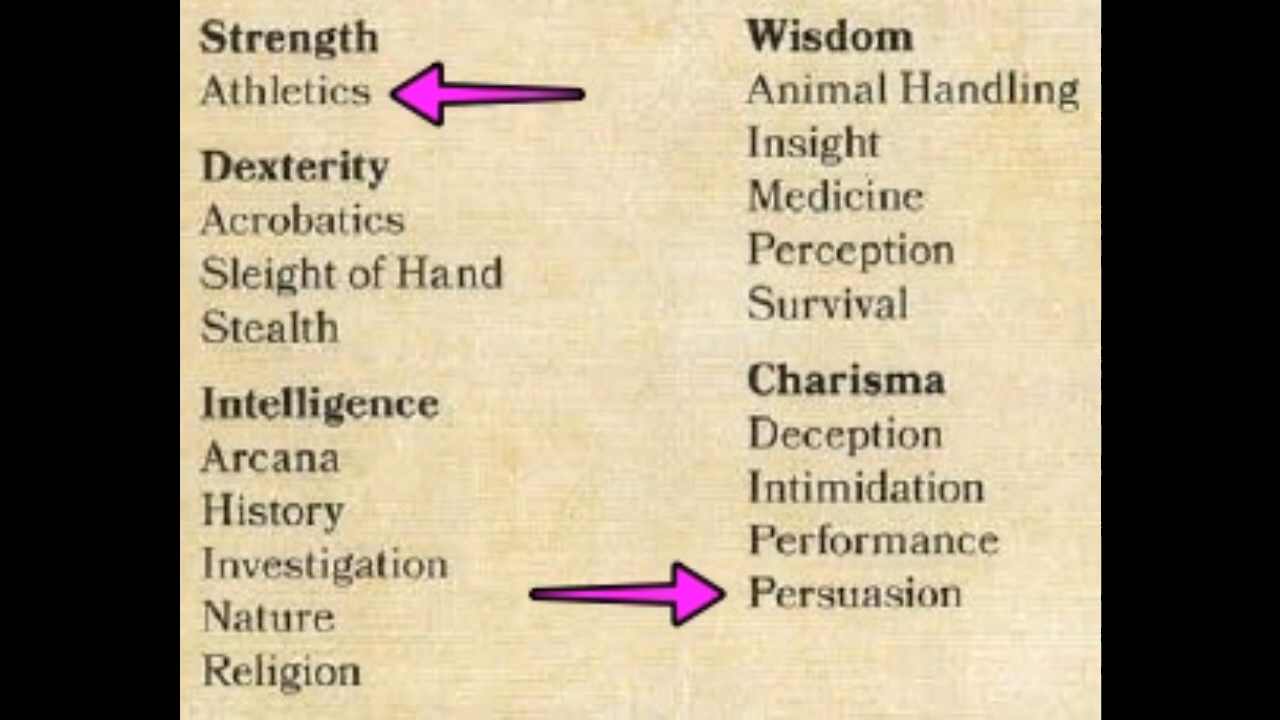 Strength
Athletics
Dexterity
Acrobatics
Sleight of Hand
Stealth
Intelligence
Arcana
History
Investigation
Nature
Religion
Wisdom
Animal Handling
Insight
Medicine
Perception
Survival
Charisma
Deception
Intimidation
Performance
Persuasion